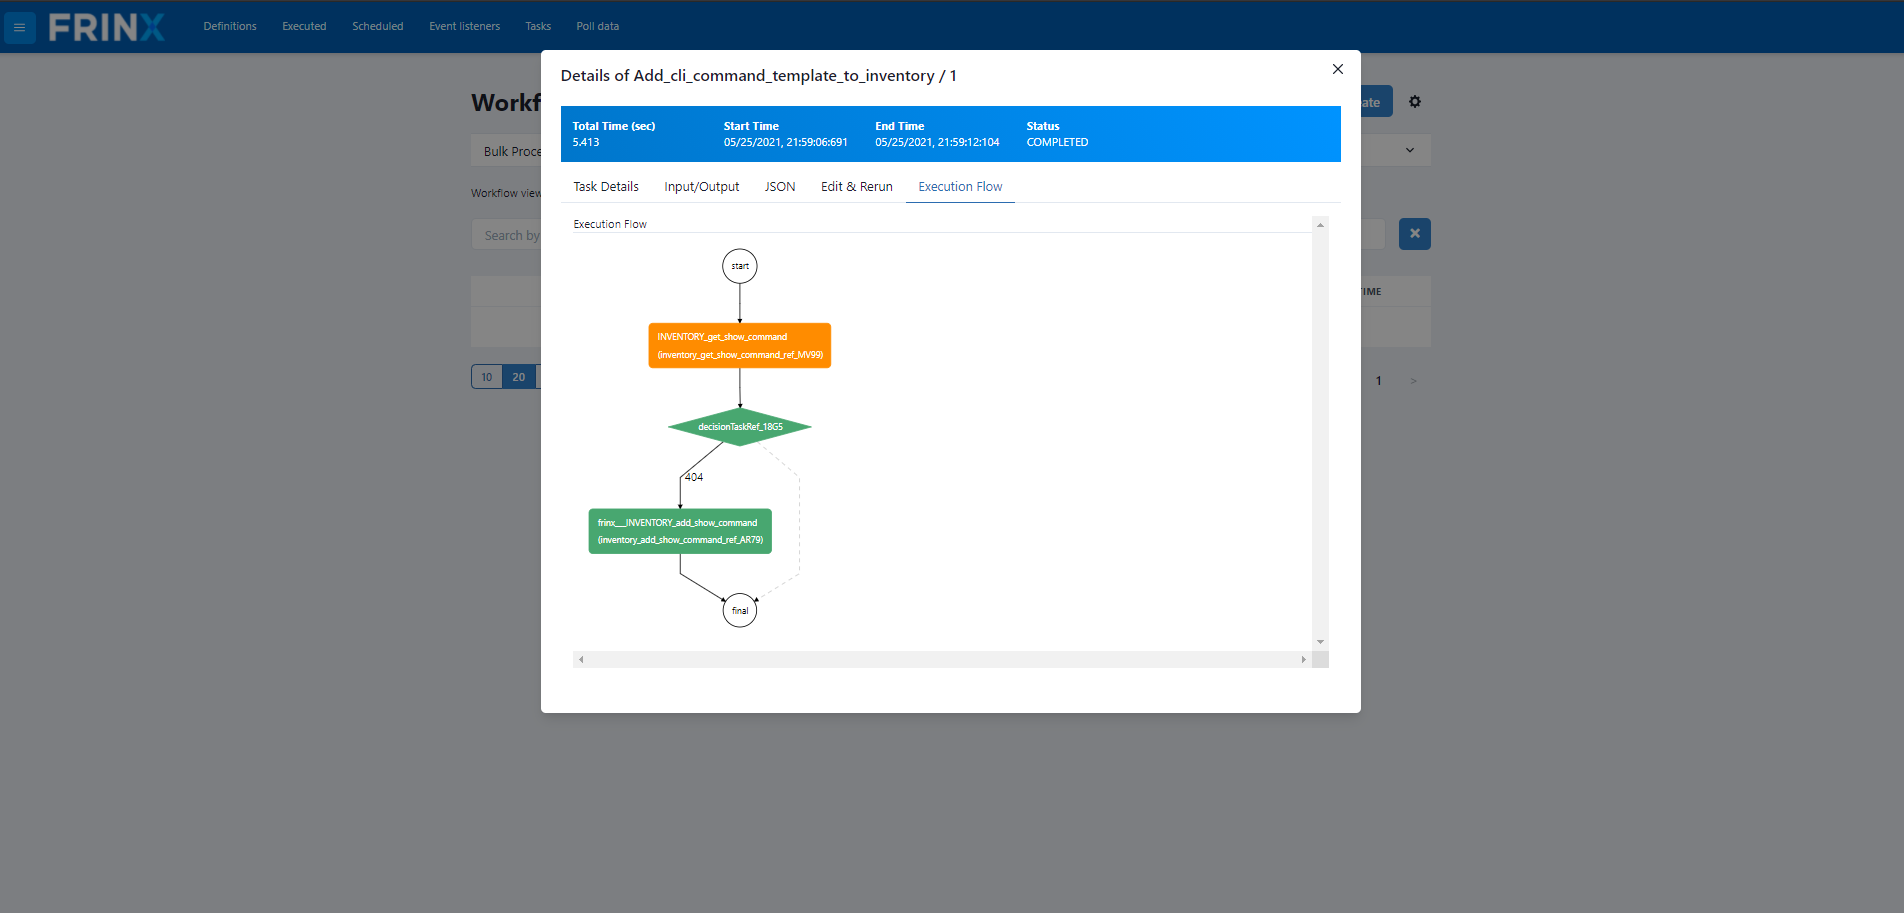 FRINX
Definitions
Executed
Scheduled
Event listeners
Tasks
Poll data
Details of Add_cli_command_template_to_inventory / 1
Workf
ate
Total Time (sec)
5.413
Start Time
05/25/2021, 21:59:06:691
End Time
05/25/2021, 21:59:12:104
Status
COMPLETED
Bulk Proce
Task Details
Input/Output
JSON
Edit & Rerun
Execution Flow
Workflow view
Execution Flow
Search by
start
TIME
INVENTORY_get_show_command
(inventory_get_show_command_ref_MV99)
10
20
1
>
decisionTaskRef_18G5
404
frinx___INVENTORY_add_show_command
(inventory_add_show_command_ref_AR79)
final